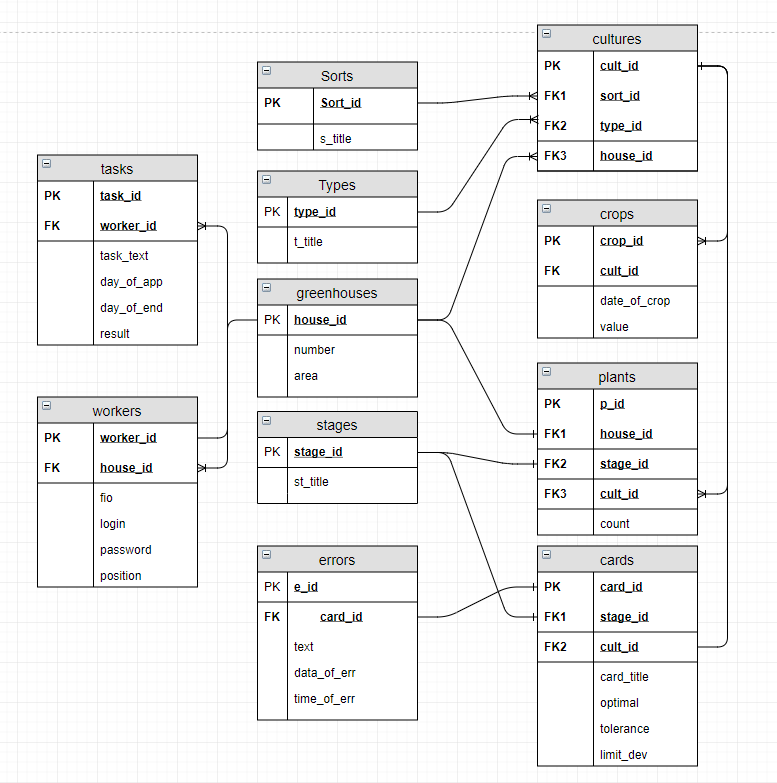 cultures
PK cult_id
FK1 sort_id
FK2 type_id
FK3 house_id
Sorts
PK Sort_id
s_title
tasks
PK task_id
FK worker_id
task_text
day_of_app
day_of_end
result
Types
PK type_id
t_title
crops
PK crop_id
FK cult_id
date_of_crop
value
greenhouses
PK house_id
number
area
plants
PK p_id
FK1 house_id
FK2 stage_id
FK3 cult_id
count
workers
PK worker_id
FK house_id
fio
login
password
position
stages
PK stage_id
st_title
errors
PK e_id
FK card_id
text
data_of_err
time_of_err
cards
PK card_id
FK1 stage_id
FK2 cult_id
card_title
optimal
tolerance
limit_dev